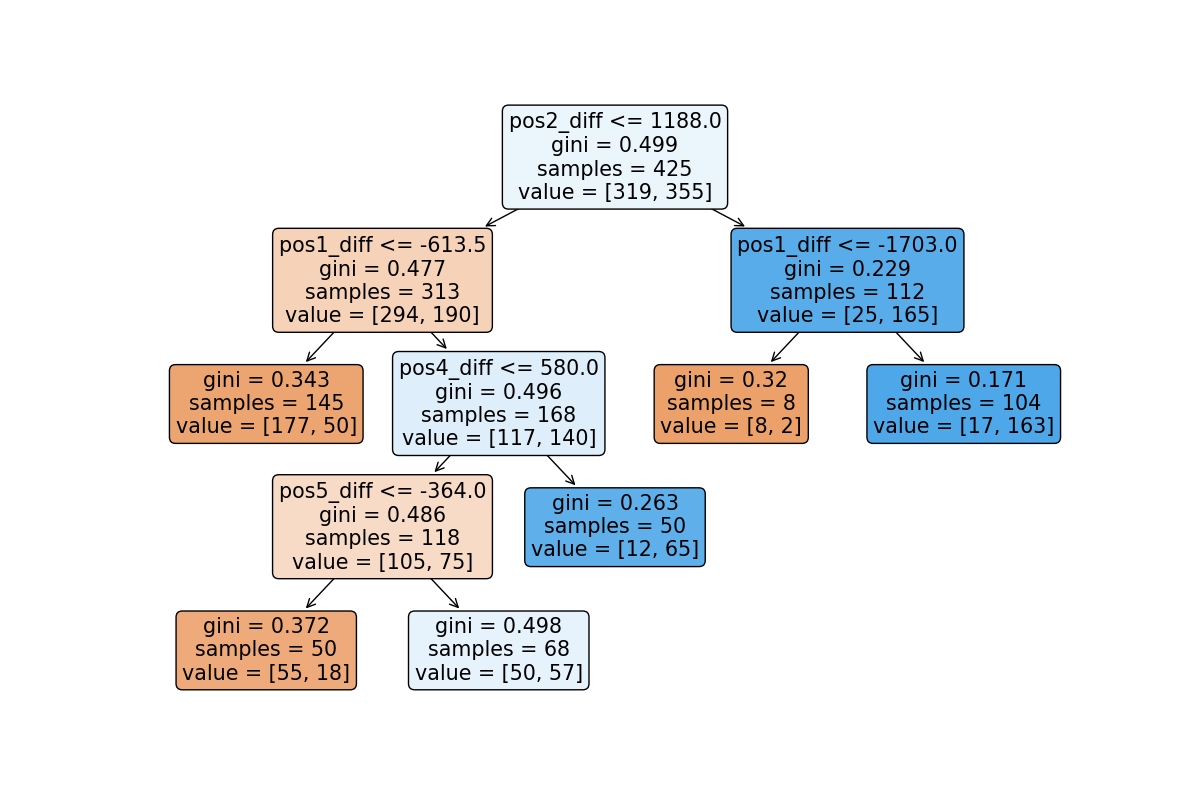 pos2_diff <= 1188.0
gini = 0.499
samples = 425
value = [319, 355]
pos1_diff <= -613.5
gini = 0.477
samples = 313
value = [294, 190]
pos1_diff <= -1703.0
gini = 0.229
samples = 112
value = [25, 165]
gini = 0.343
samples = 145
value = [177, 50]
pos4_diff <= 580.0
gini = 0.496
samples = 168
value = [117, 140]
gini = 0.32
samples = 8
value = [8, 2]
gini = 0.171
samples = 104
value = [17, 163]
pos5_diff <= -364.0
gini = 0.486
samples = 118
value = [105, 75]
gini = 0.263
samples = 50
value = [12, 65]
gini = 0.372
samples = 50
value = [55, 18]
gini = 0.498
samples = 68
value = [50, 57]